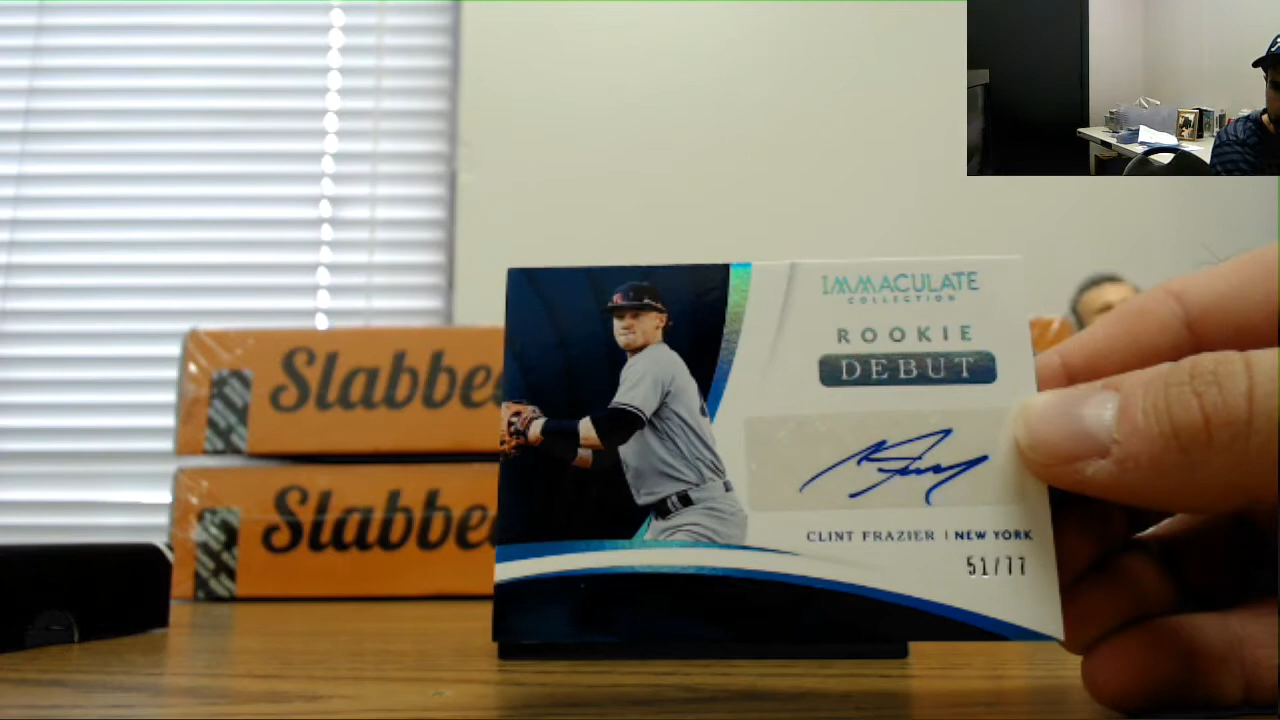 Slabbe
Slabbe
IMMACULATE
COLLECTION
ROOKIE
DEBUT
CLINT FRAZIER | NEW YORK
51/77